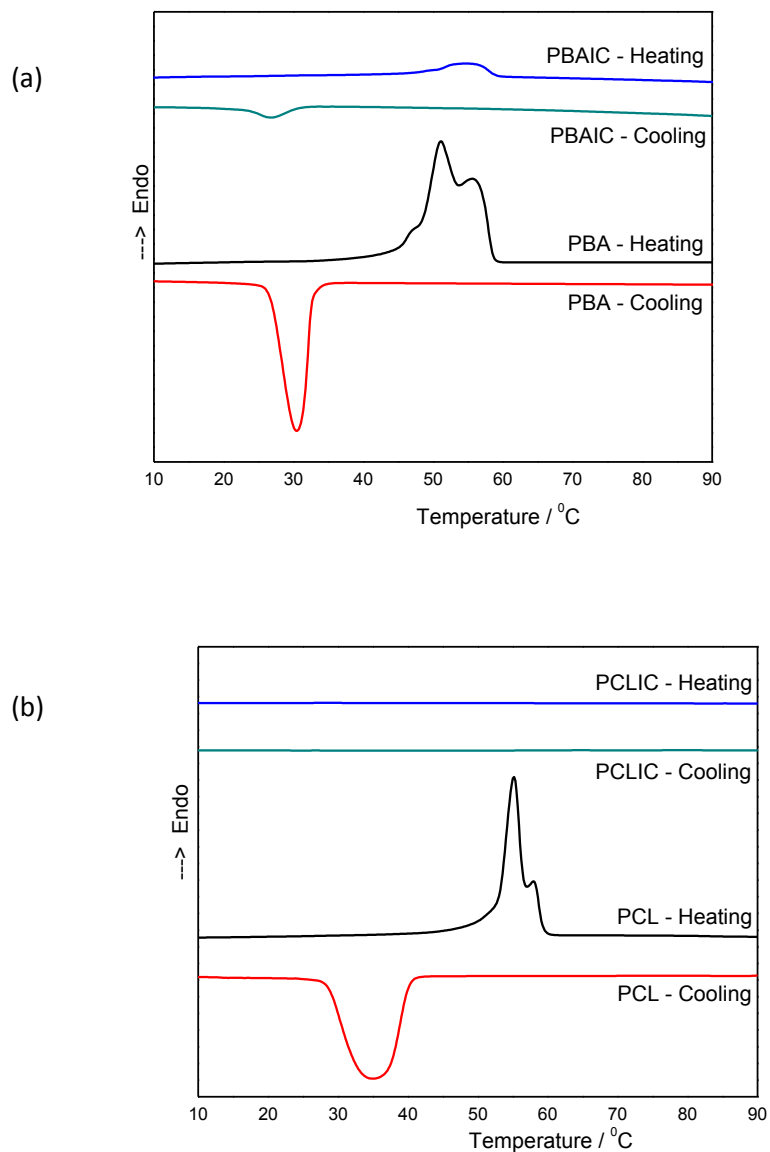 (a)
PBAIC - Heating
PBAIC - Cooling
PBA - Heating
PBA - Cooling
---> Endo
10 20 30 40 50 60 70 80 90
Temperature / ⁰C
(b)
PCLIC - Heating
PCLIC - Cooling
PCL - Heating
PCL - Cooling
---> Endo
10 20 30 40 50 60 70 80 90
Temperature / ⁰C